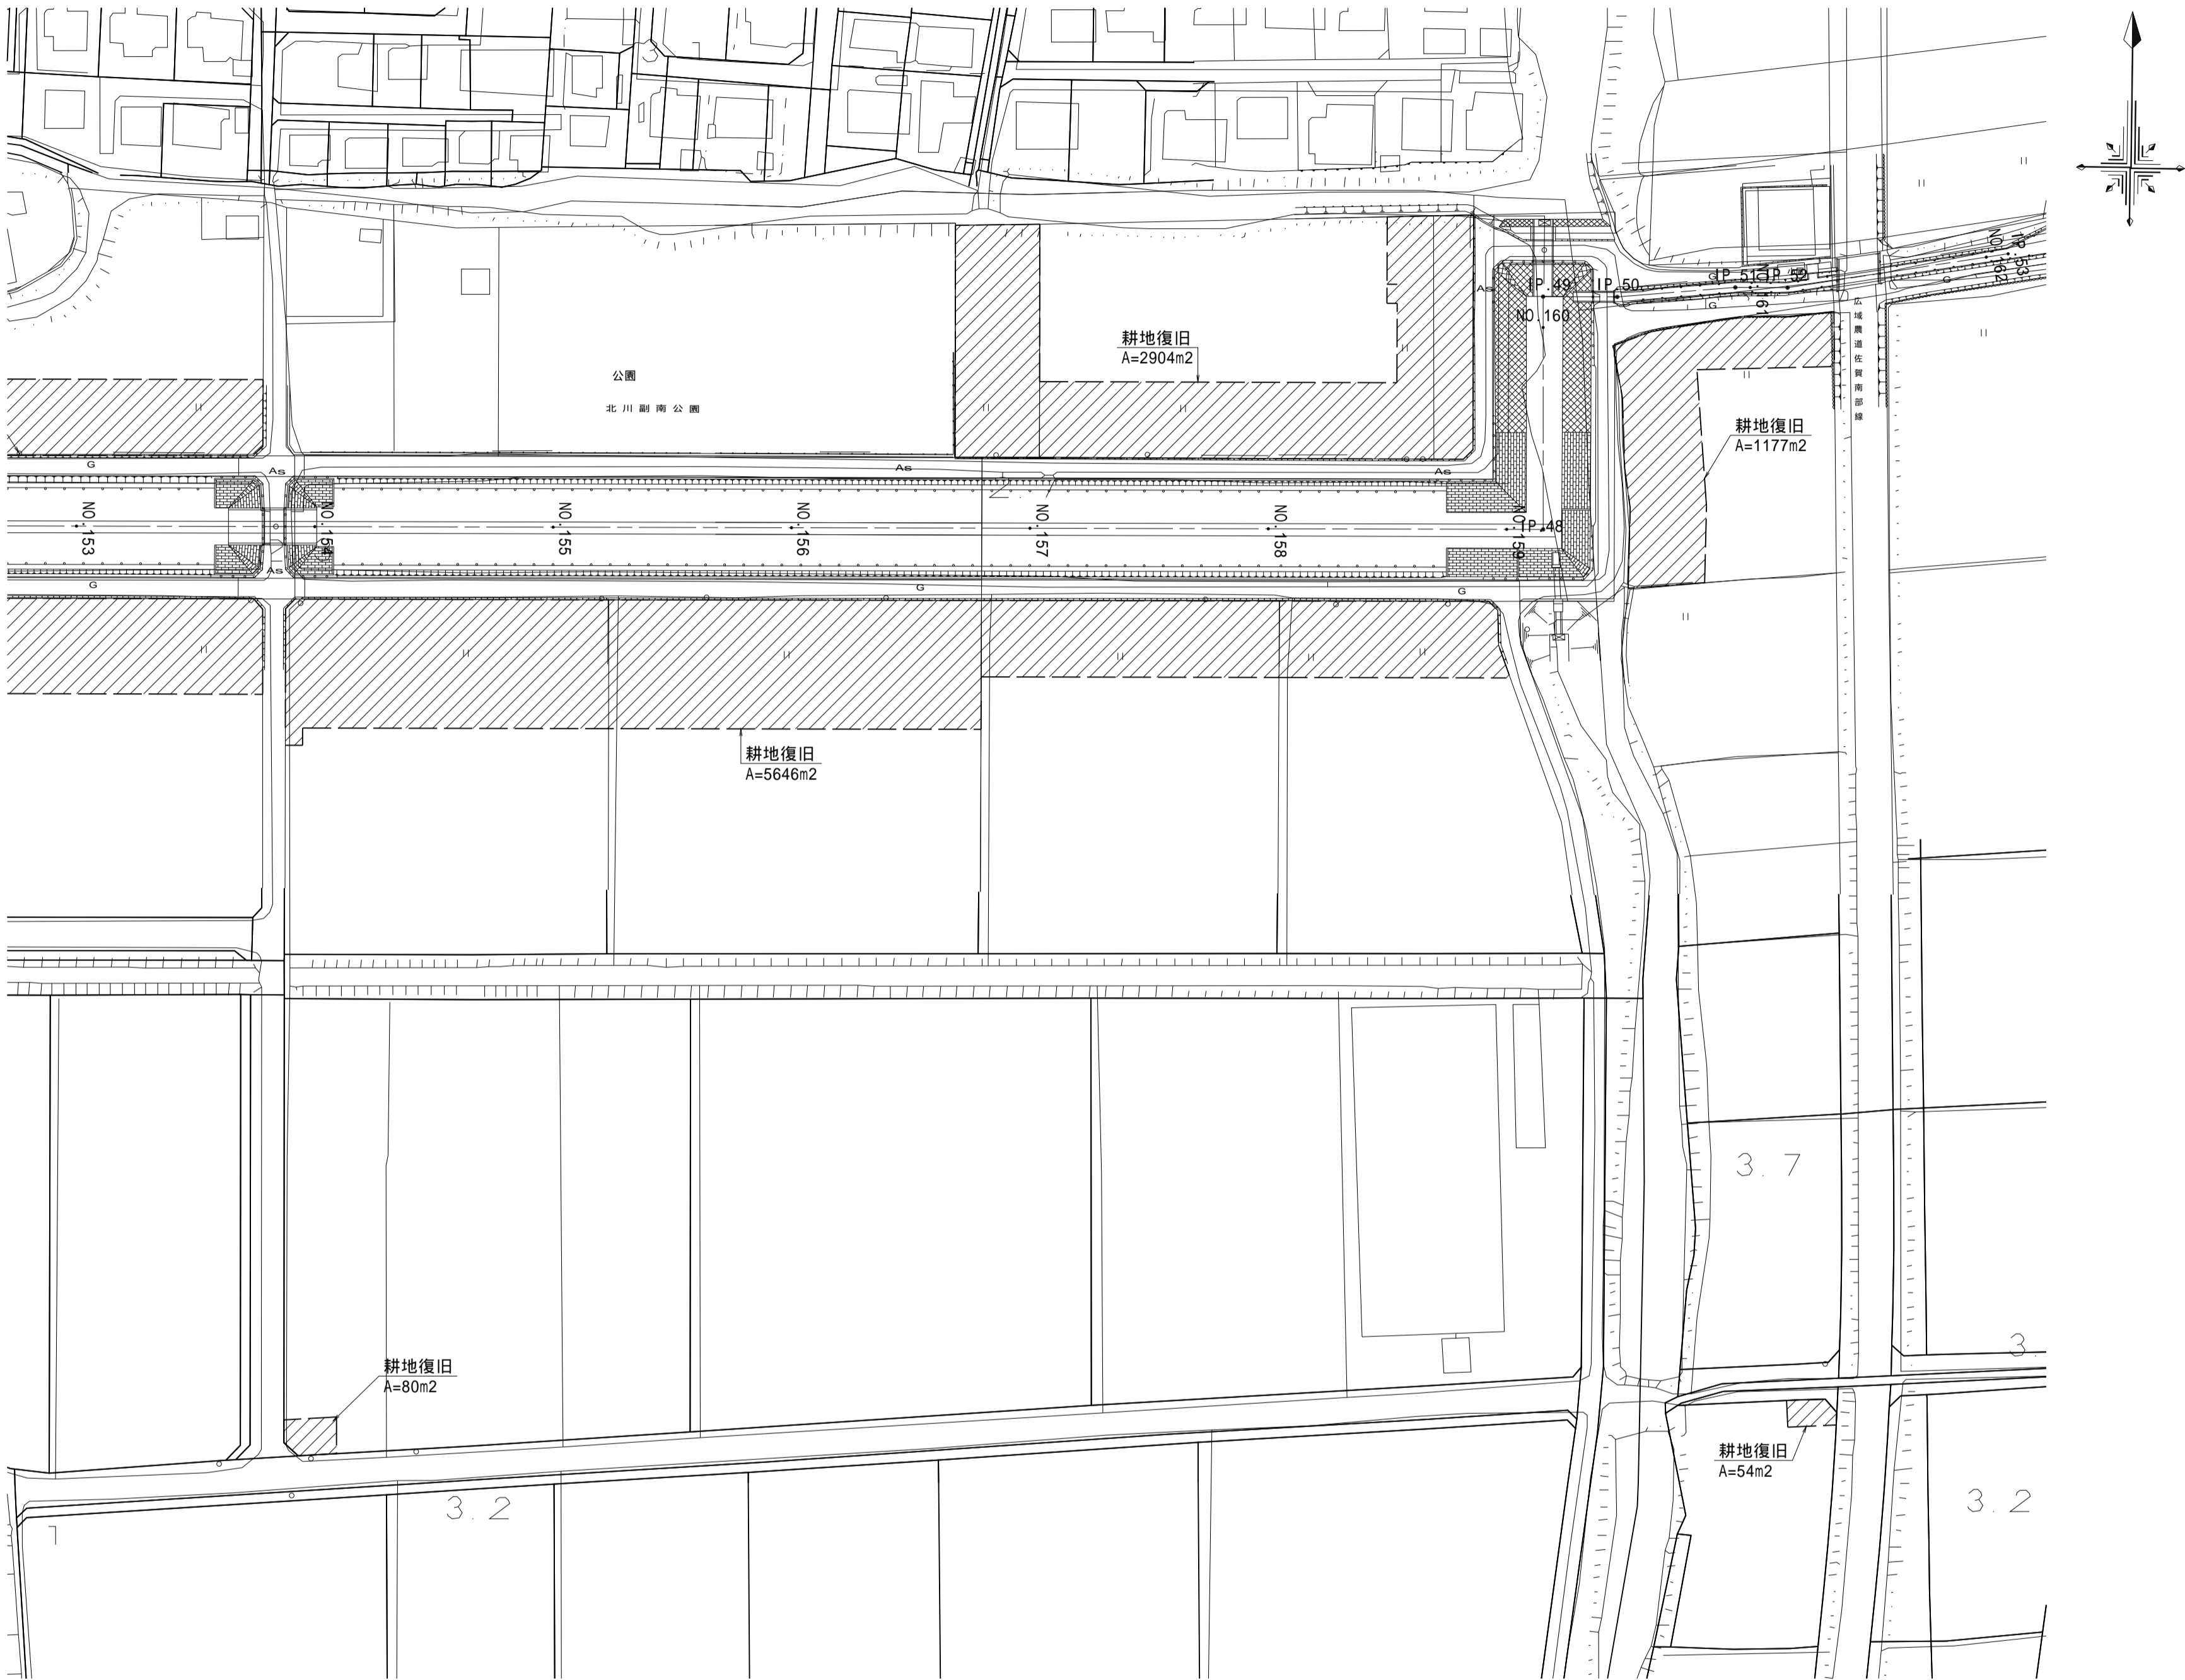 IP.53
NO.162
IP.51
IP.52
NO.161
IP.49
IP.50
NO.160
G
G
G
As
広域農道佐賀南部線
耕地復旧
A=2904m2
公園
北川副南公園
耕地復旧
A=1177m2
G
As
As
As
NO.153
NO.154
NO.155
NO.156
NO.157
NO.158
NO.159
IP.48
As
G
G
G
耕地復旧
A=5646m2
3.7
3
耕地復旧
A=80m2
耕地復旧
A=54m2
3.2
3.2